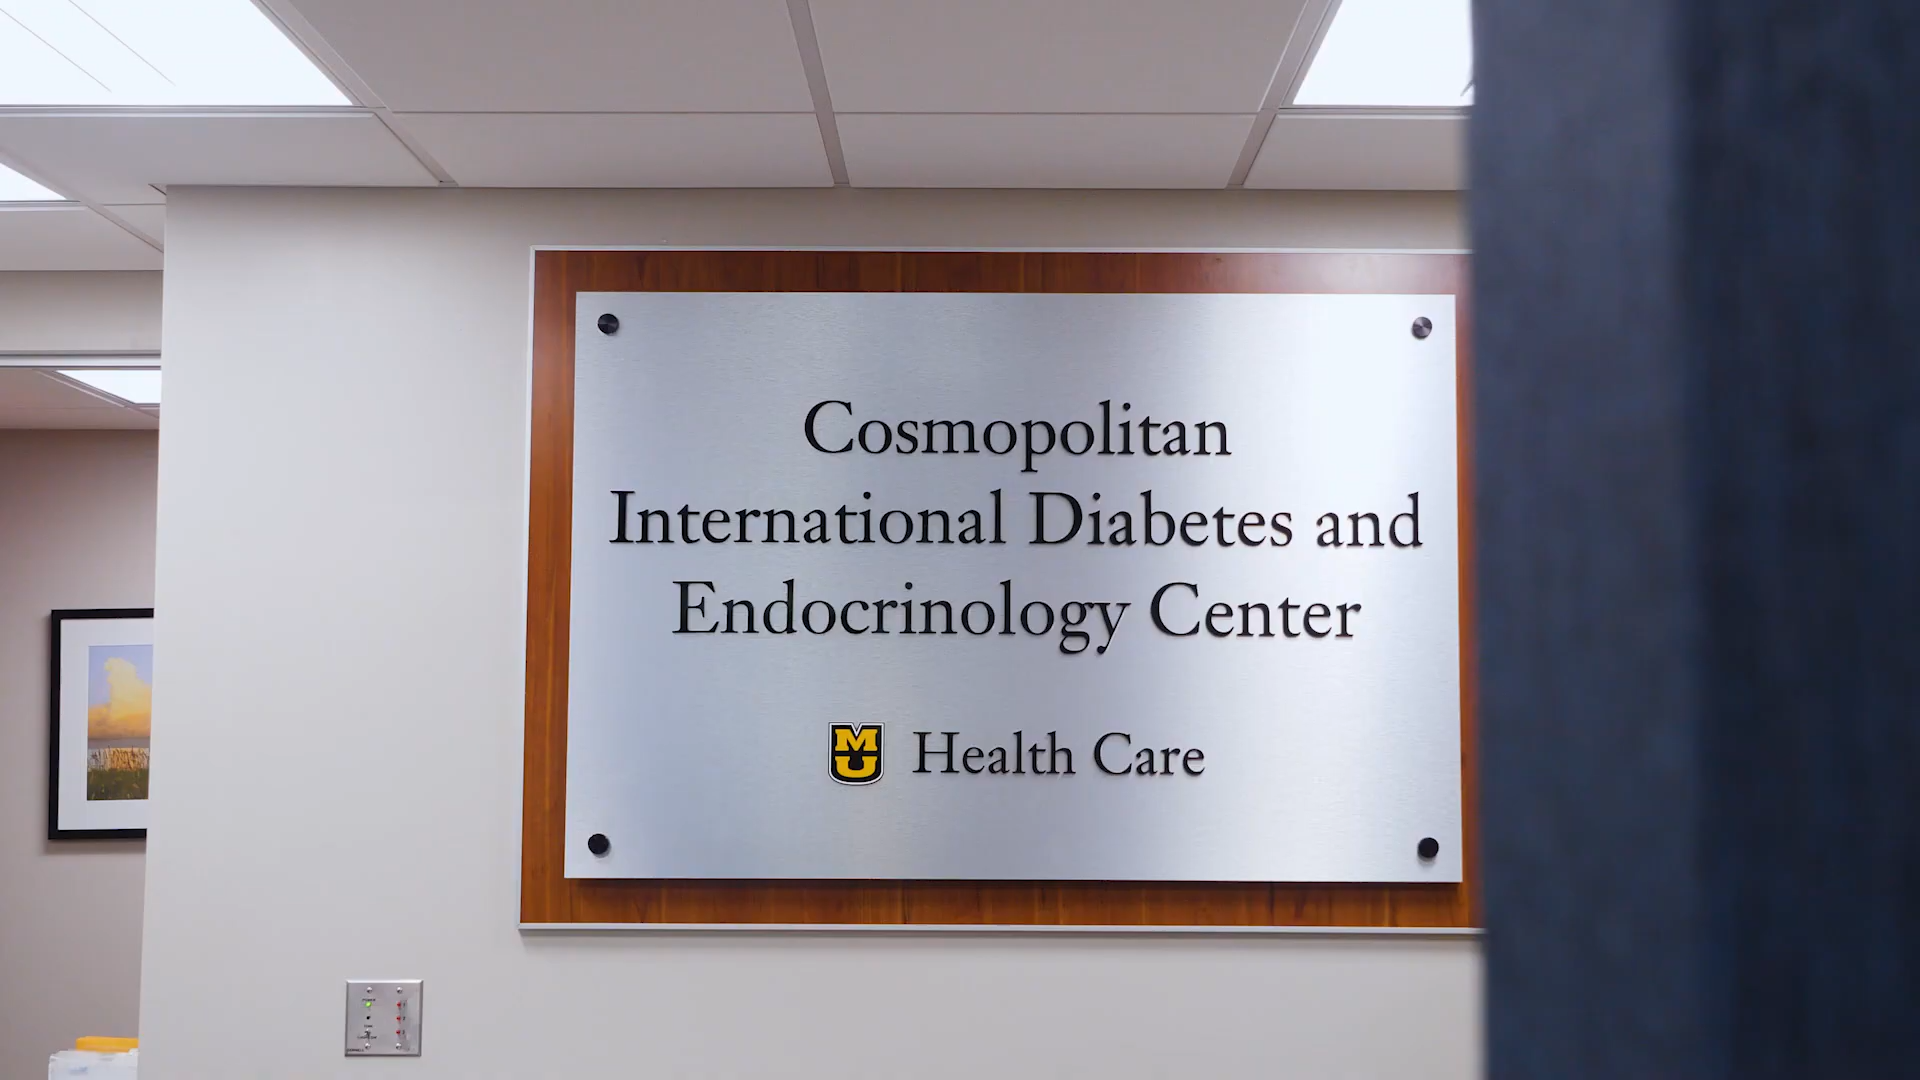 Cosmopolitan
International Diabetes and
Endocrinology Center
MU Health Care